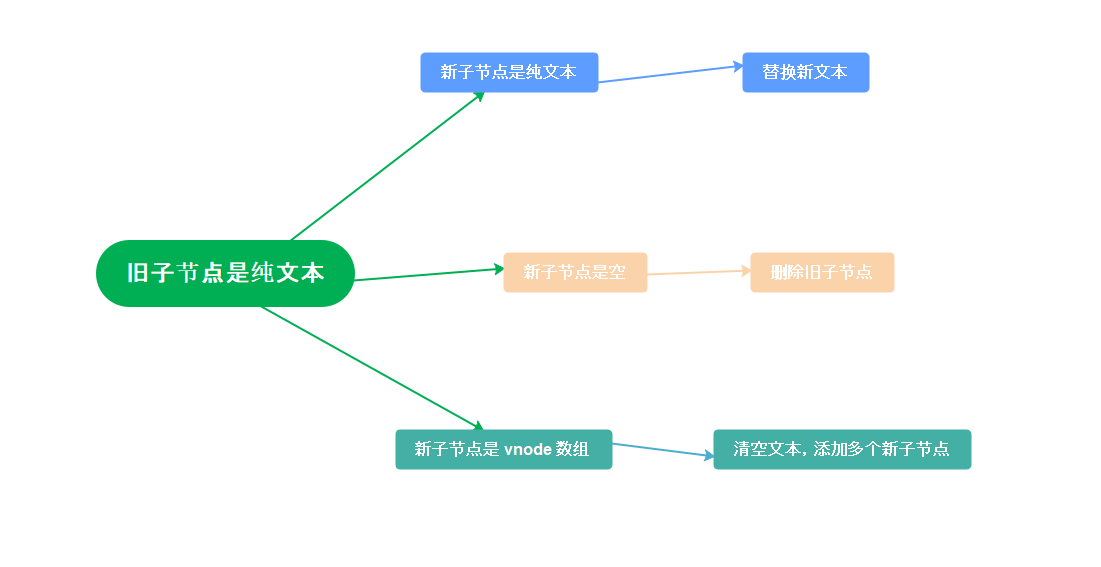 新子节点是纯文本
替换新文本
旧子节点是纯文本
新子节点是空
删除旧子节点
新子节点是 vnode 数组
清空文本，添加多个新子节点